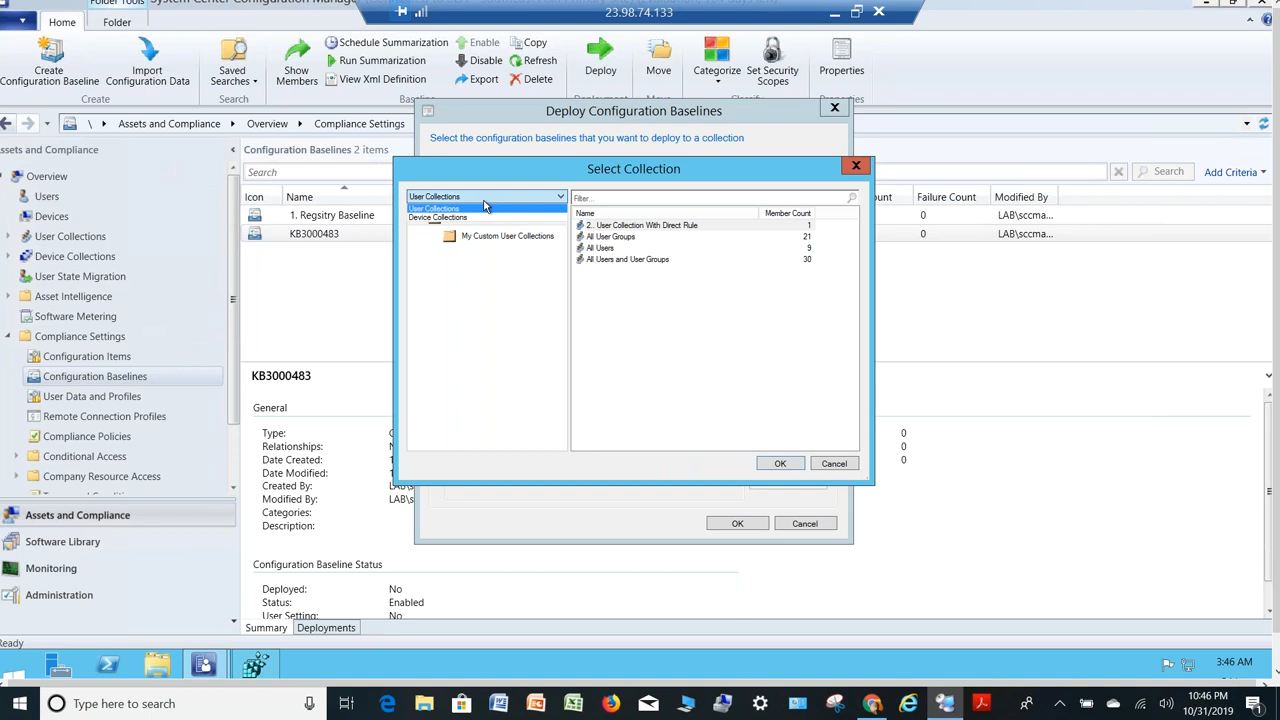 System Center Configuration Mana
Folder Tools
23.98.74.133
Home
Folder
Create
Configuration Baseline
Import
Configuration Data
Create
Saved
Searches
Search
Show
Members
Schedule Summarization
Run Summarization
View Xml Definition
Enable
Disable
Export
Copy
Refresh
Delete
Deploy
Move
Categorize
Set Security
Scopes
Properties
\ Assets and Compliance Overview Compliance Settings
ssets and Compliance
Overview
Users
Devices
User Collections
Device Collections
User State Migration
Asset Intelligence
Software Metering
Compliance Settings
Configuration Items
Configuration Baselines
User Data and Profiles
Remote Connection Profiles
Compliance Policies
Conditional Access
Company Resource Access
Assets and Compliance
Software Library
Monitoring
Administration
Ready
Configuration Baselines 2 items
Search
Search
Add Criteria
Icon Name
ount Failure Count Modified By
1. Registry Baseline
0 LAB\sccma...
KB3000483
0 LAB\sccma...
KB3000483
General
Type:
Relationships:
Date Created:
Date Modified:
Created By: LAB\s
Modified By: LAB\s
Categories:
Description:
0
0
0
Configuration Baseline Status
Deployed: No
Status: Enabled
User Setting: No
Summary Deployments
Deploy Configuration Baselines
X
Select the configuration baselines that you want to deploy to a collection
OK Cancel
Select Collection
X
User Collections
User Collections
Device Collections
My Custom User Collections
Filter...
Name Member Count
2.. User Collection With Direct Rule 1
All User Groups 21
All Users 9
All Users and User Groups 30
OK Cancel
3:46 AM
Type here to search
10:46 PM
10/31/2019